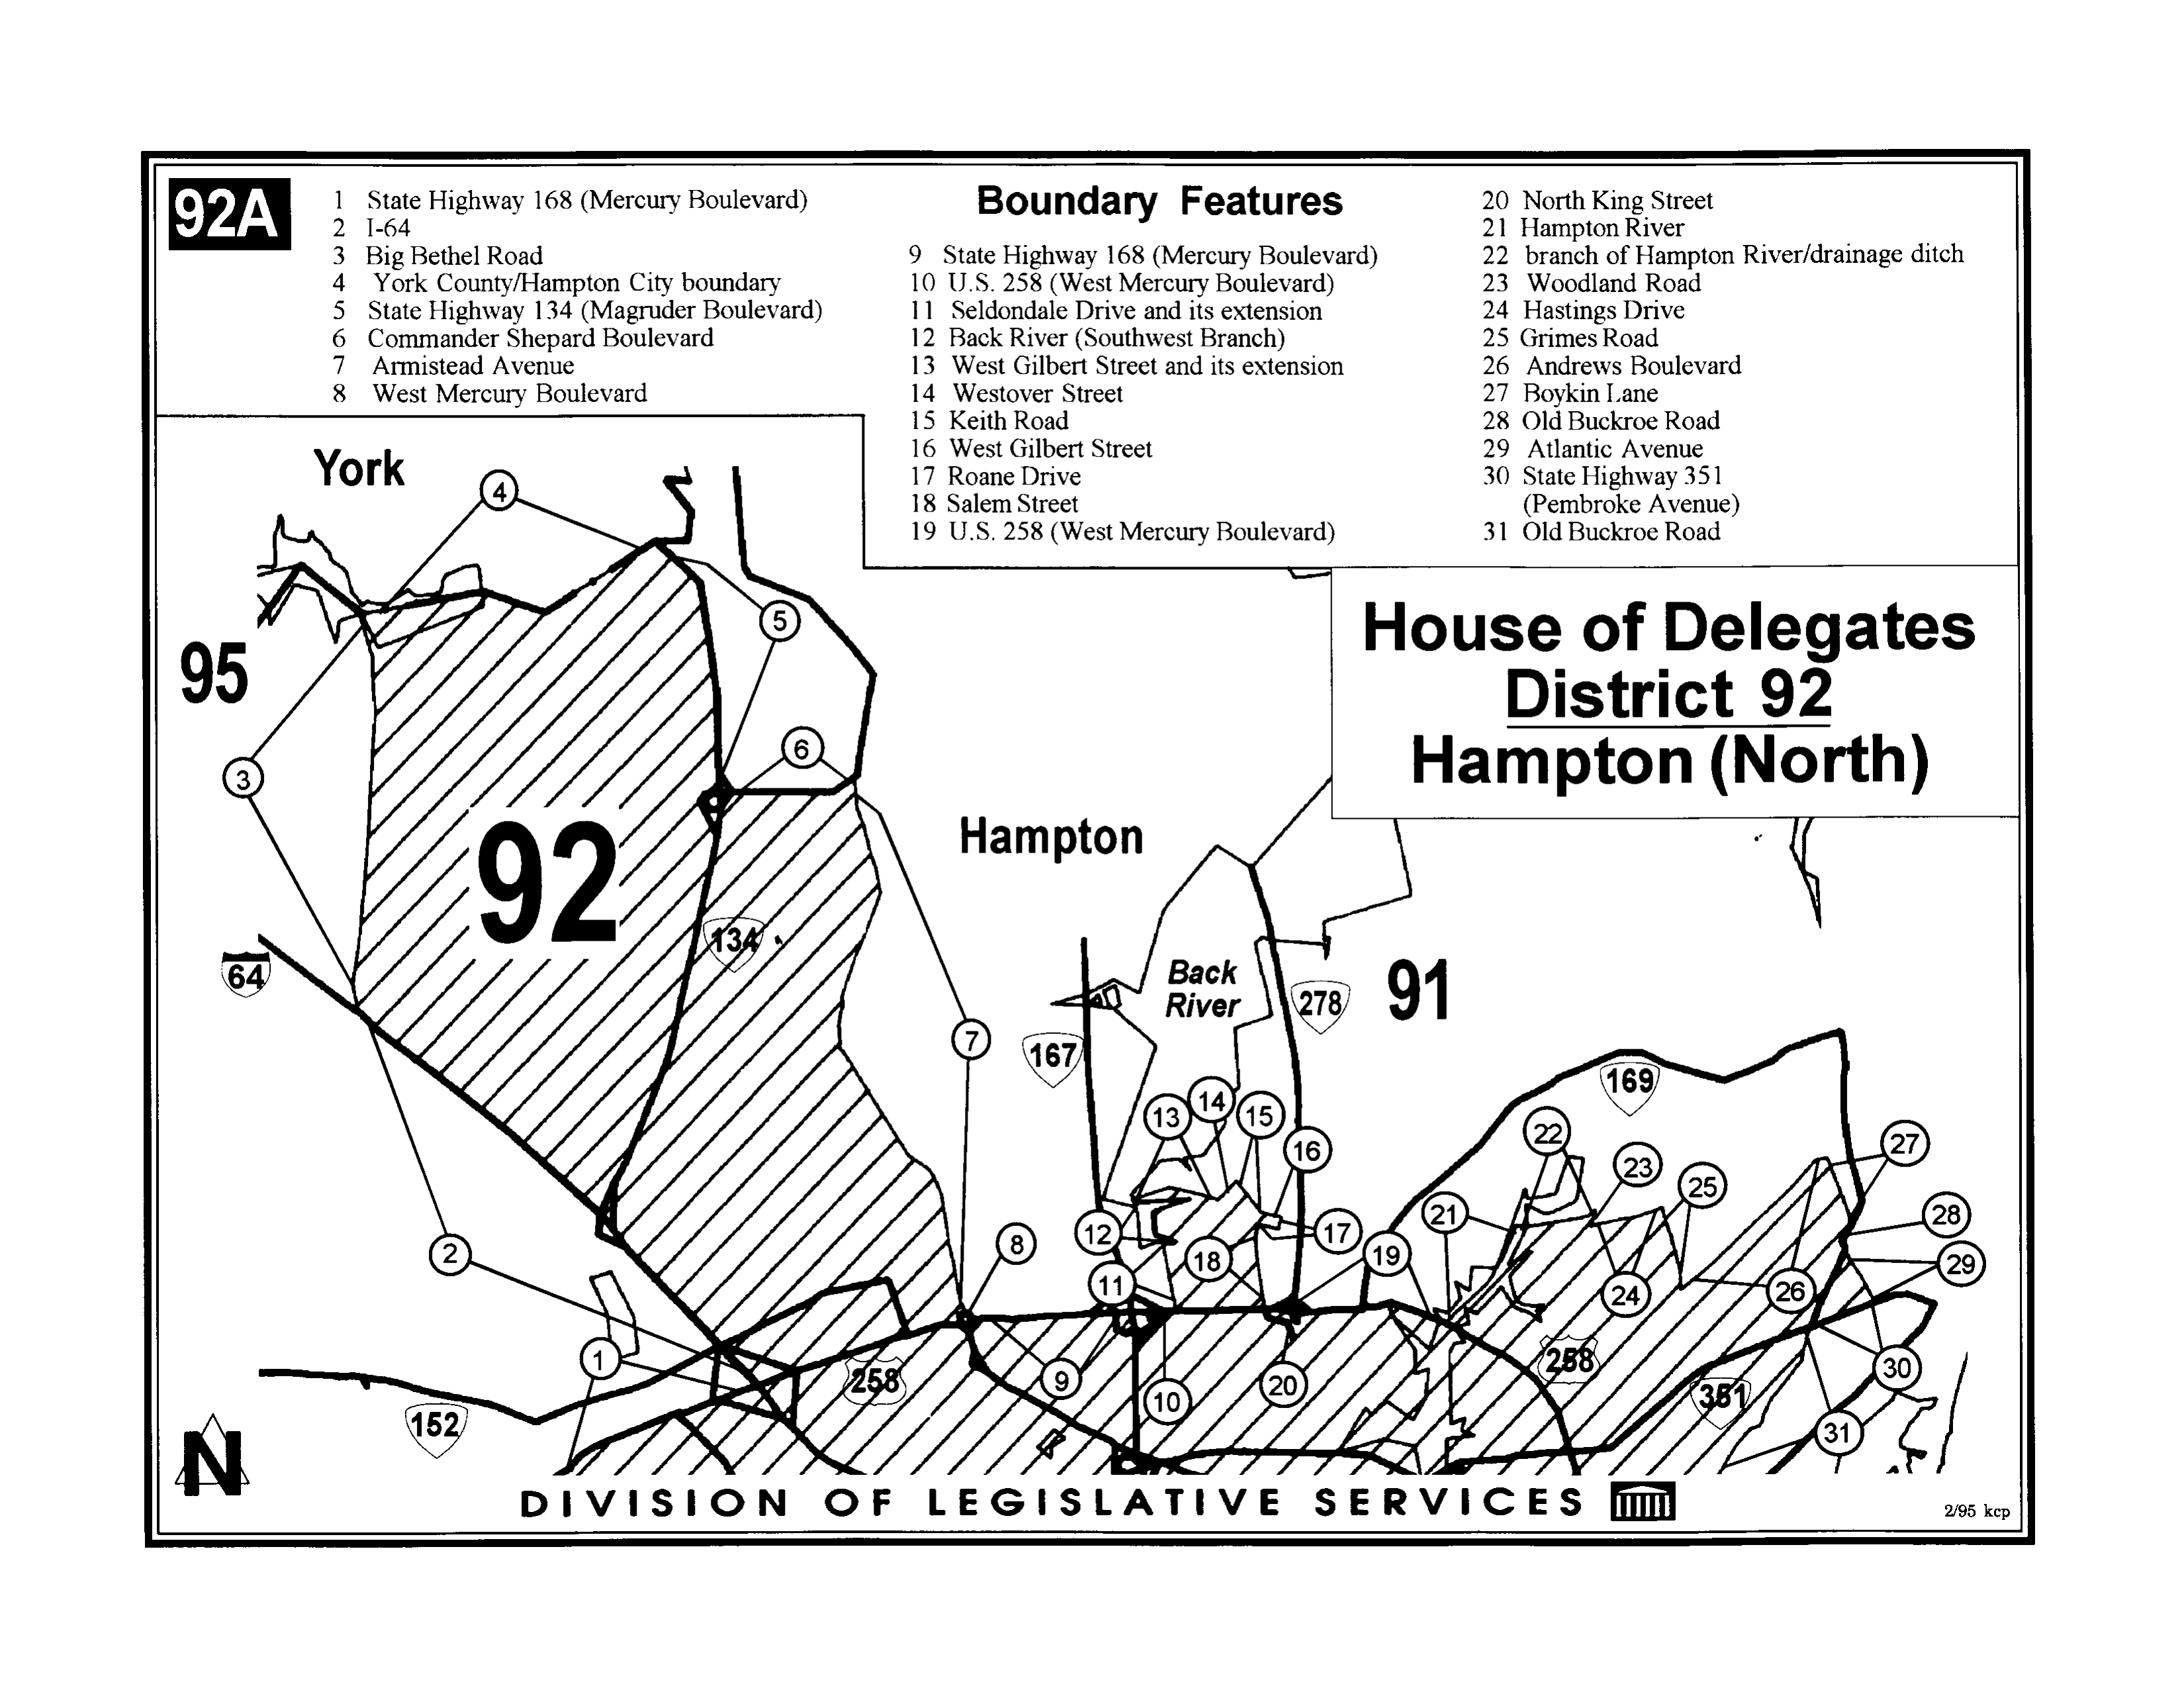 92A
1 State Highway 168 (Mercury Boulevard)
2 I-64
3 Big Bethel Road
4 York County/Hampton City boundary
5 State Highway 134 (Magruder Boulevard)
6 Commander Shepard Boulevard
7 Armistead Avenue
8 West Mercury Boulevard
Boundary Features
9 State Highway 168 (Mercury Boulevard)
10 U.S. 258 (West Mercury Boulevard)
11 Seldondale Drive and its extension
12 Back River (Southwest Branch)
13 West Gilbert Street and its extension
14 Westover Street
15 Keith Road
16 West Gilbert Street
17 Roane Drive
18 Salem Street
19 U.S. 258 (West Mercury Boulevard)
20 North King Street
21 Hampton River
22 branch of Hampton River/drainage ditch
23 Woodland Road
24 Hastings Drive
25 Grimes Road
26 Andrews Boulevard
27 Boykin Lane
28 Old Buckroe Road
29 Atlantic Avenue
30 State Highway 351
(Pembroke Avenue)
31 Old Buckroe Road
House of Delegates
District 92
Hampton (North)
York
4
5
95
3
6
92
Hampton
134
64
Back
River
278
91
7
167
169
13
14
15
16
22
23
27
25
21
28
12
17
8
18
19
2
29
11
24
26
1
258
9
10
20
258
351
30
152
31
N
DIVISION OF LEGISLATIVE SERVICES
2/95 kcp